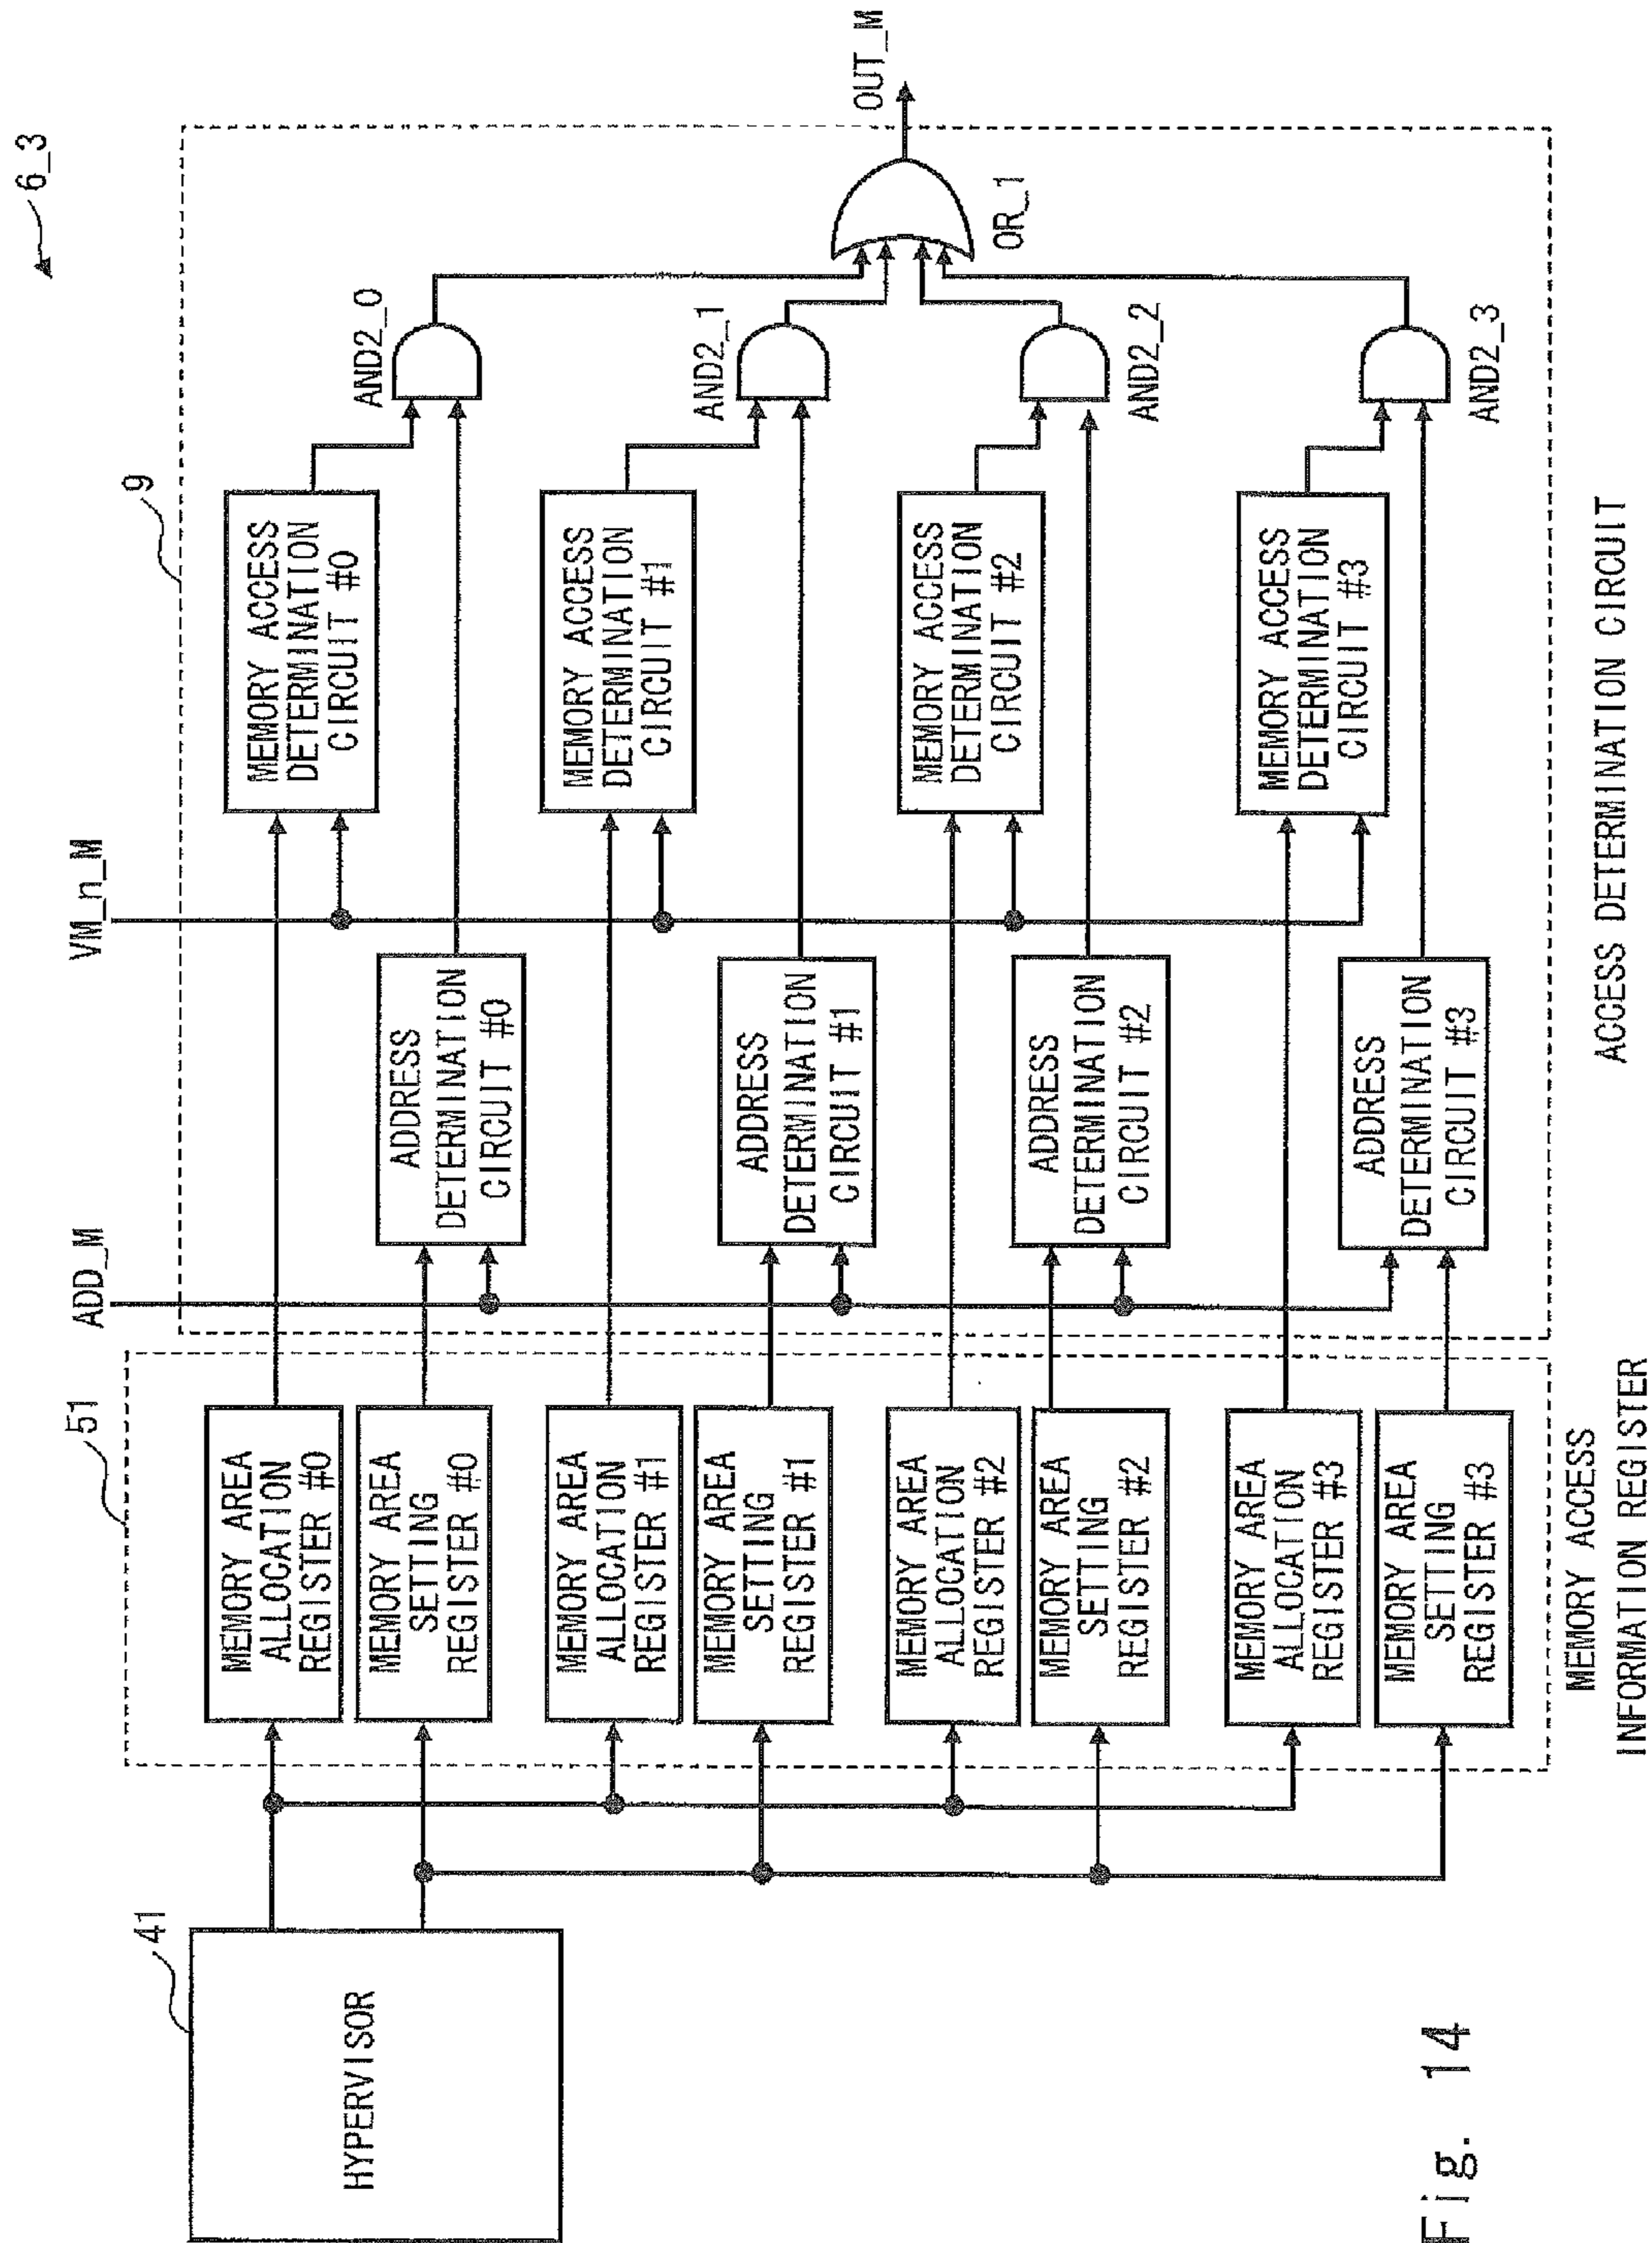 6_3
41
HYPERVISOR
51
MEMORY AREA
ALLOCATION
REGISTER #0
MEMORY AREA
SETTING
REGISTER #0
MEMORY AREA
ALLOCATION
REGISTER #1
MEMORY AREA
SETTING
REGISTER #1
MEMORY AREA
ALLOCATION
REGISTER #2
MEMORY AREA
SETTING
REGISTER #2
MEMORY AREA
ALLOCATION
REGISTER #3
MEMORY AREA
SETTING
REGISTER #3
MEMORY ACCESS
INFORMATION REGISTER
ADD_M
VM_n_M
9
ADDRESS
DETERMINATION
CIRCUIT #0
ADDRESS
DETERMINATION
CIRCUIT #1
ADDRESS
DETERMINATION
CIRCUIT #2
ADDRESS
DETERMINATION
CIRCUIT #3
MEMORY ACCESS
DETERMINATION
CIRCUIT #0
MEMORY ACCESS
DETERMINATION
CIRCUIT #1
MEMORY ACCESS
DETERMINATION
CIRCUIT #2
MEMORY ACCESS
DETERMINATION
CIRCUIT #3
AND2_0
AND2_1
AND2_2
AND2_3
OR_1
OUT_M
ACCESS DETERMINATION CIRCUIT
Fig. 14